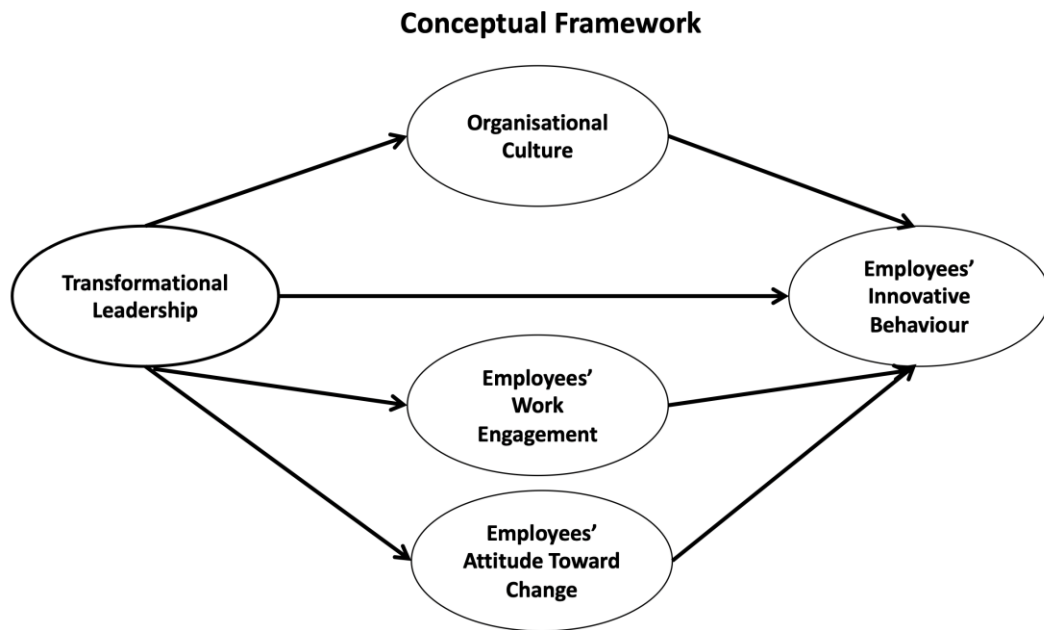 Conceptual Framework
Organisational
Culture
Transformational
Leadership
Employees’
Innovative
Behaviour
Employees’
Work
Engagement
Employees’
Attitude Toward
Change